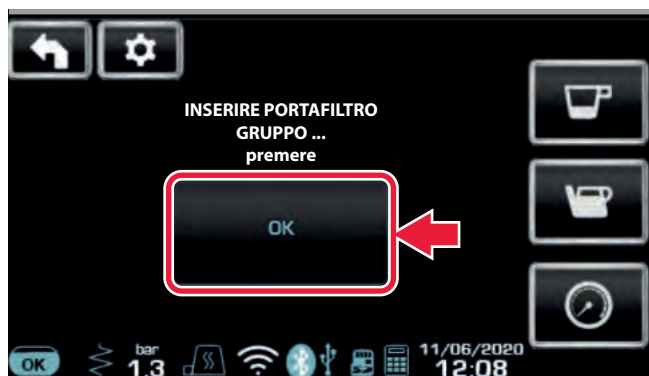 INSERIRE PORTAFILTRO
GRUPPO ...
premere
OK
OK
bar
1.3
11/06/2020
12:08